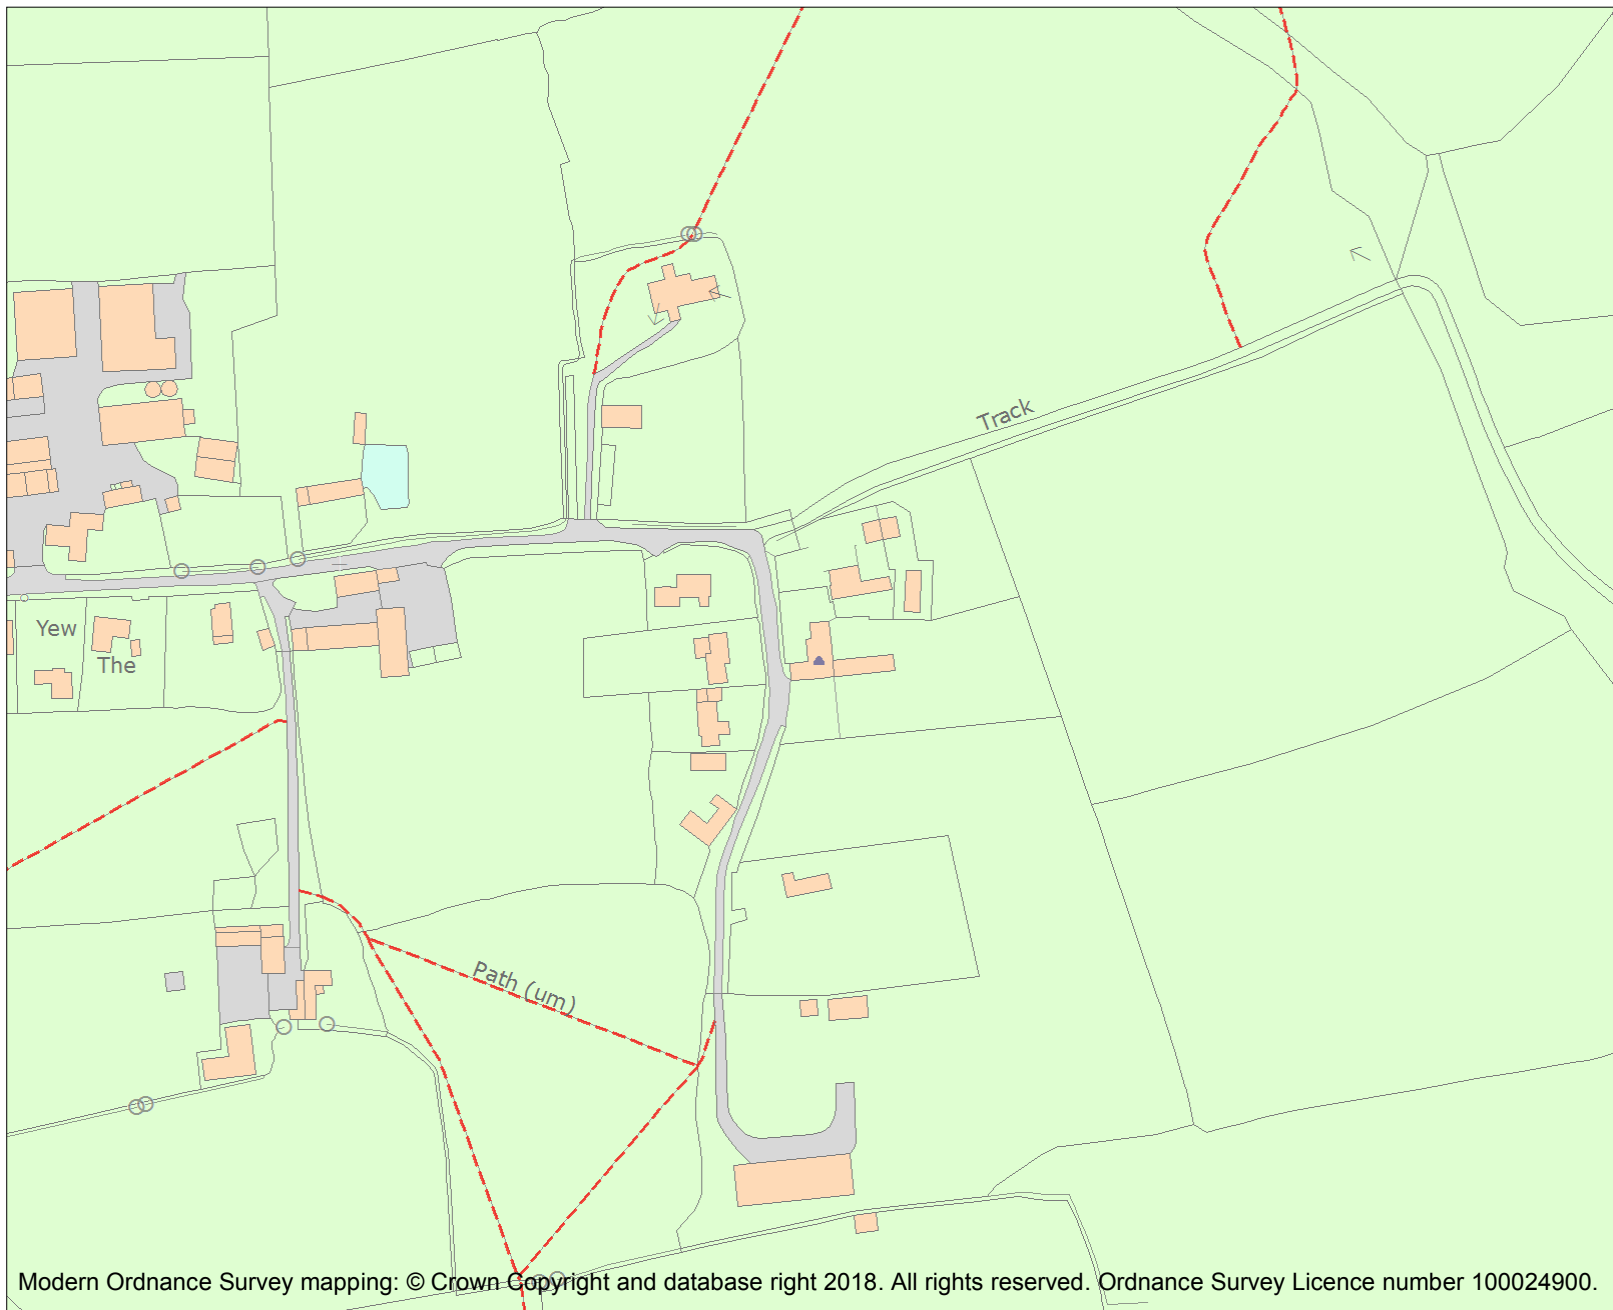 Track
Yew
The
Path (um)
Modern Ordnance Survey mapping: © Crown Copyright and database right 2018. All rights reserved. Ordnance Survey Licence number 100024900.